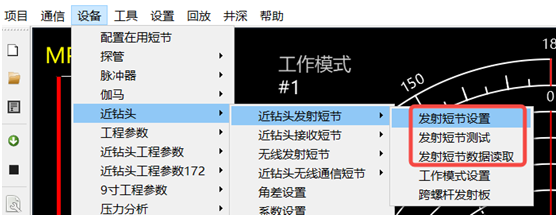 项目 通信 设备 工具 设置 回放 井深 帮助
配置在用短节
探管
脉冲器
伽马
近钻头
工程参数
近钻头工程参数
近钻头工程参数172
9寸工程参数
压力分析
近钻头发射短节
近钻头接收短节
无线发射短节
近钻头无线通信短节
角差设置
系数设置
发射短节设置
发射短节测试
发射短节数据读取
工作模式设置
跨螺杆发射板
工作模式
#1
150
18
0